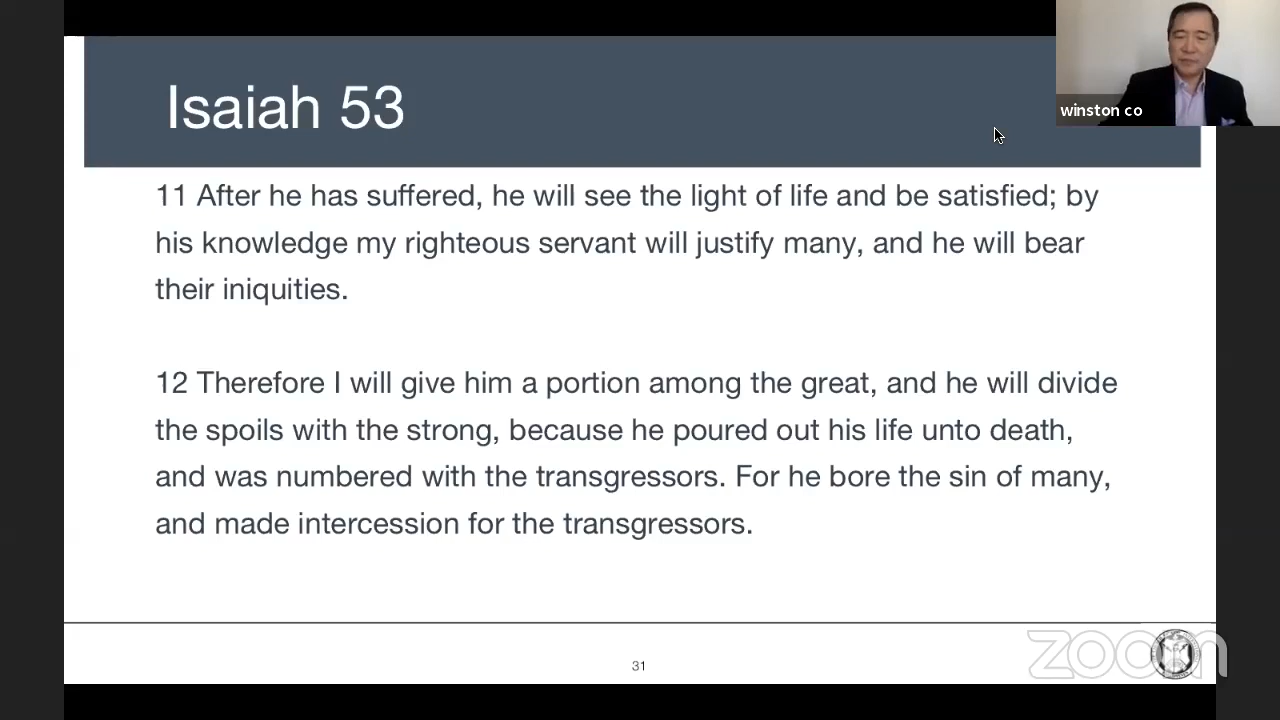 Isaiah 53
winston co
11 After he has suffered, he will see the light of life and be satisfied; by
his knowledge my righteous servant will justify many, and he will bear
their iniquities.
12 Therefore I will give him a portion among the great, and he will divide
the spoils with the strong, because he poured out his life unto death,
and was numbered with the transgressors. For he bore the sin of many,
and made intercession for the transgressors.
31
zoom